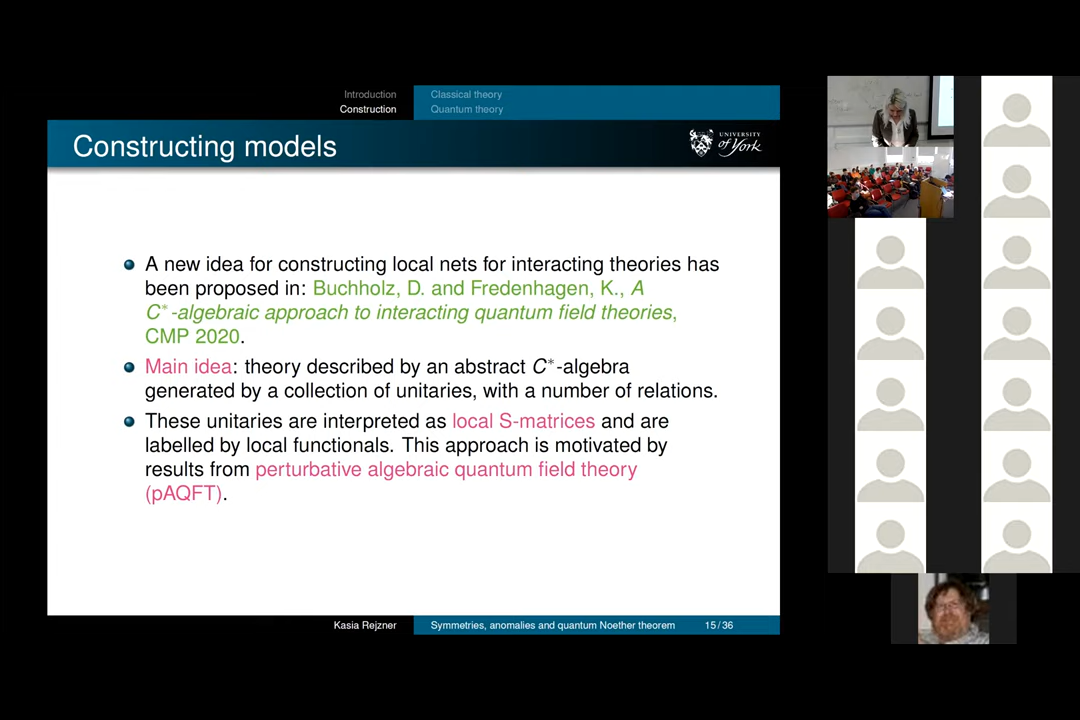 Introduction
Construction
Classical theory
Quantum theory
Constructing models
UNIVERSITY
of York
A new idea for constructing local nets for interacting theories has
been proposed in: Buchholz, D. and Fredenhagen, K., A
C*-algebraic approach to interacting quantum field theories,
CMP 2020.
Main idea: theory described by an abstract C*-algebra
generated by a collection of unitaries, with a number of relations.
These unitaries are interpreted as local S-matrices and are
labelled by local functionals. This approach is motivated by
results from perturbative algebraic quantum field theory
(pAQFT).
Kasia Rejzner
Symmetries, anomalies and quantum Noether theorem
15/36